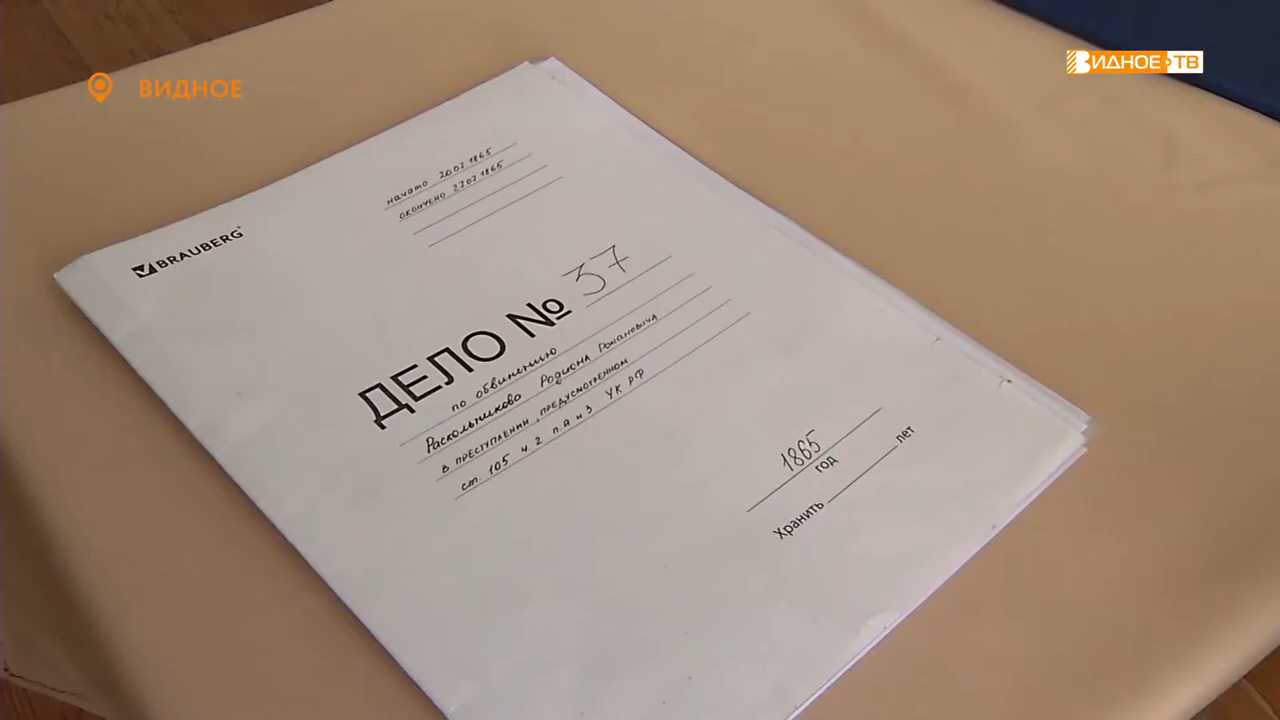 ВИДНОЕ
ВИДНОЕ ТВ
начато 20.07.1865
окончено 27.07.1865
BRAUBERG
ДЕЛО № 37
по обвинению
Раскольникова Родиона Романовича
в преступлении, предусмотренном
ст. 105 ч. 2 п. а и з УК РФ
1865
год
Хранить лет